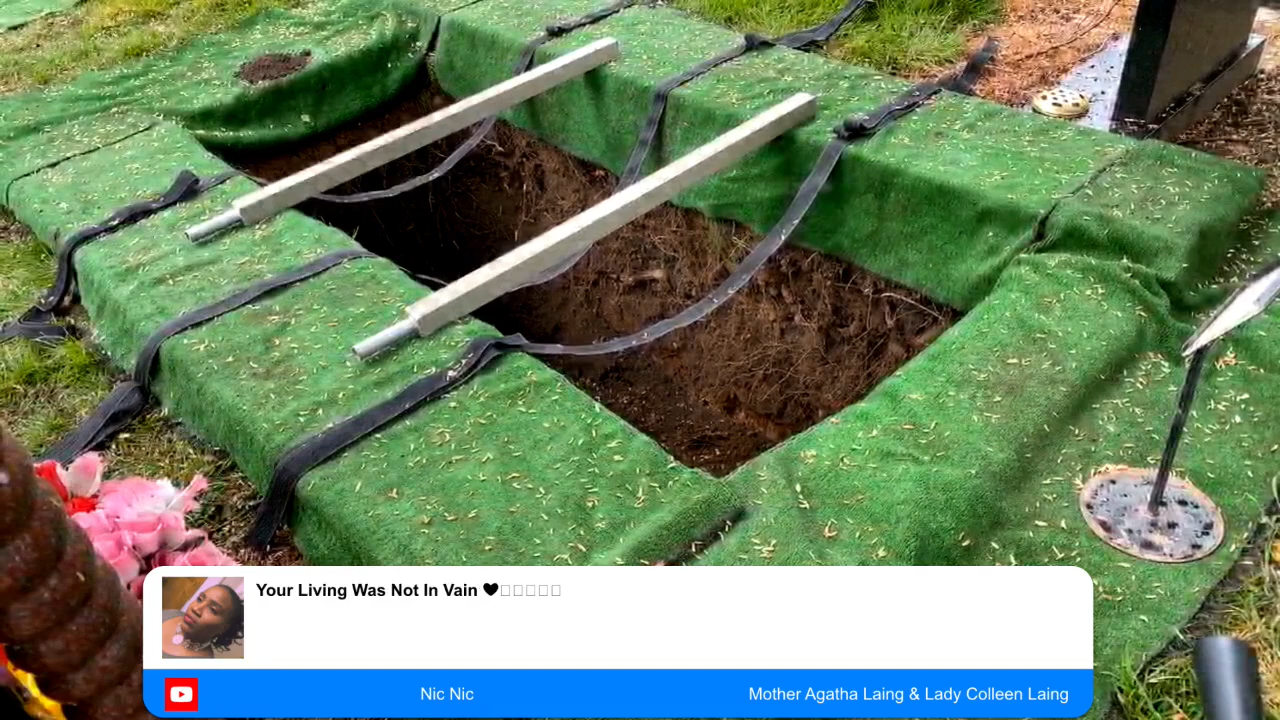 Your Living Was Not In Vain 🖤□□□□□
Nic Nic
Mother Agatha Laing & Lady Colleen Laing